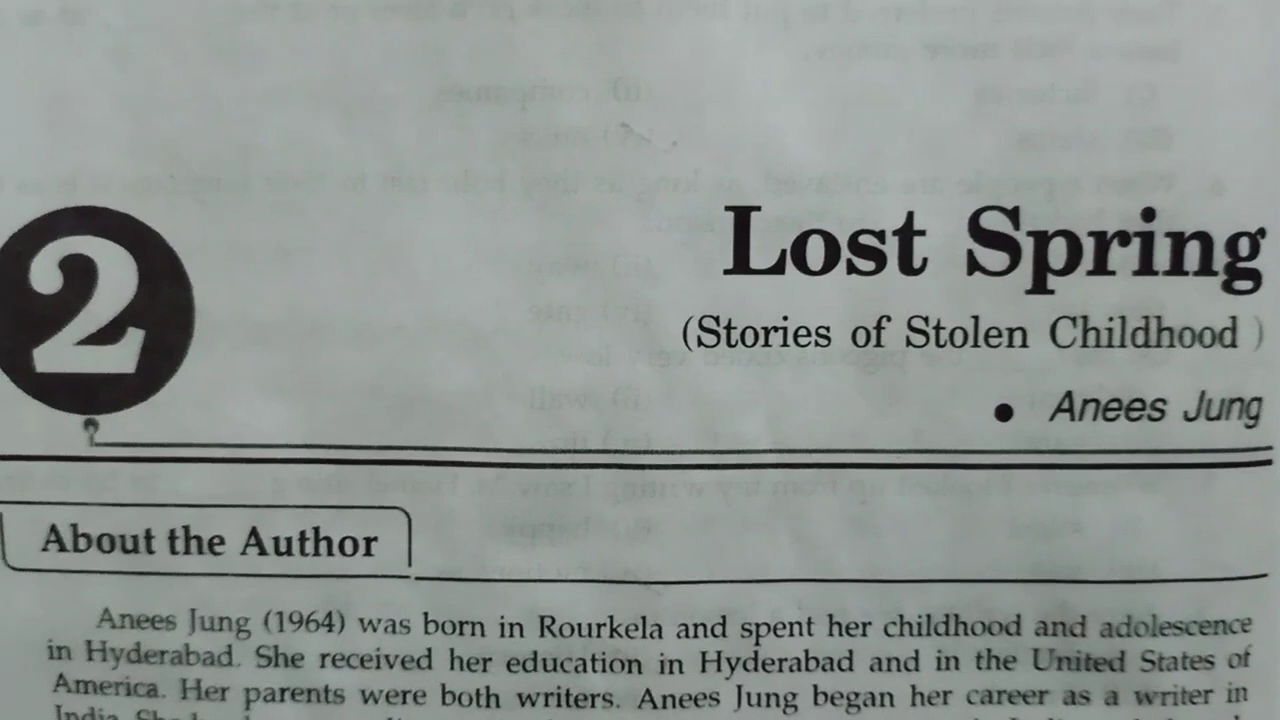 2
Lost Spring
(Stories of Stolen Childhood )
• Anees Jung
About the Author
Anees Jung (1964) was born in Rourkela and spent her childhood and adolescence
in Hyderabad. She received her education in Hyderabad and in the United States of
America. Her parents were both writers. Anees Jung began her career as a writer in
India. She